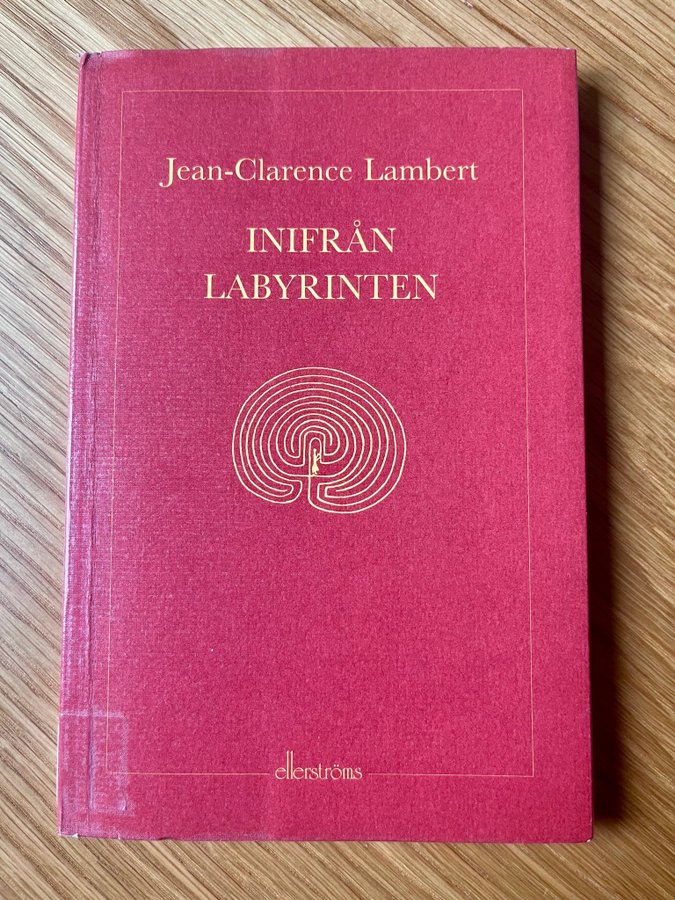 Jean-Clarence Lambert
INIFRÅN
LABYRINTEN
ellerströms